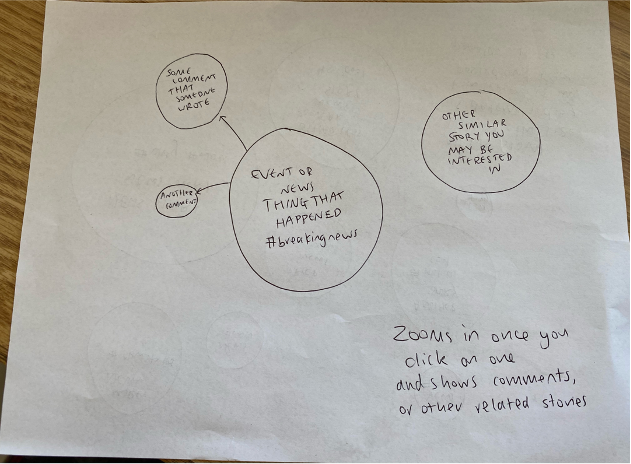 SOME
COMMENT
THAT
SOMEONE
WROTE
ANOTHER
COMMENT
EVENT OR
NEWS
THING THAT
HAPPENED
#breakingnews
OTHER
SIMILAR
STORY YOU
MAY BE
INTERESTED
IN
Zooms in once you
click on one
and shows comments,
or other related stories